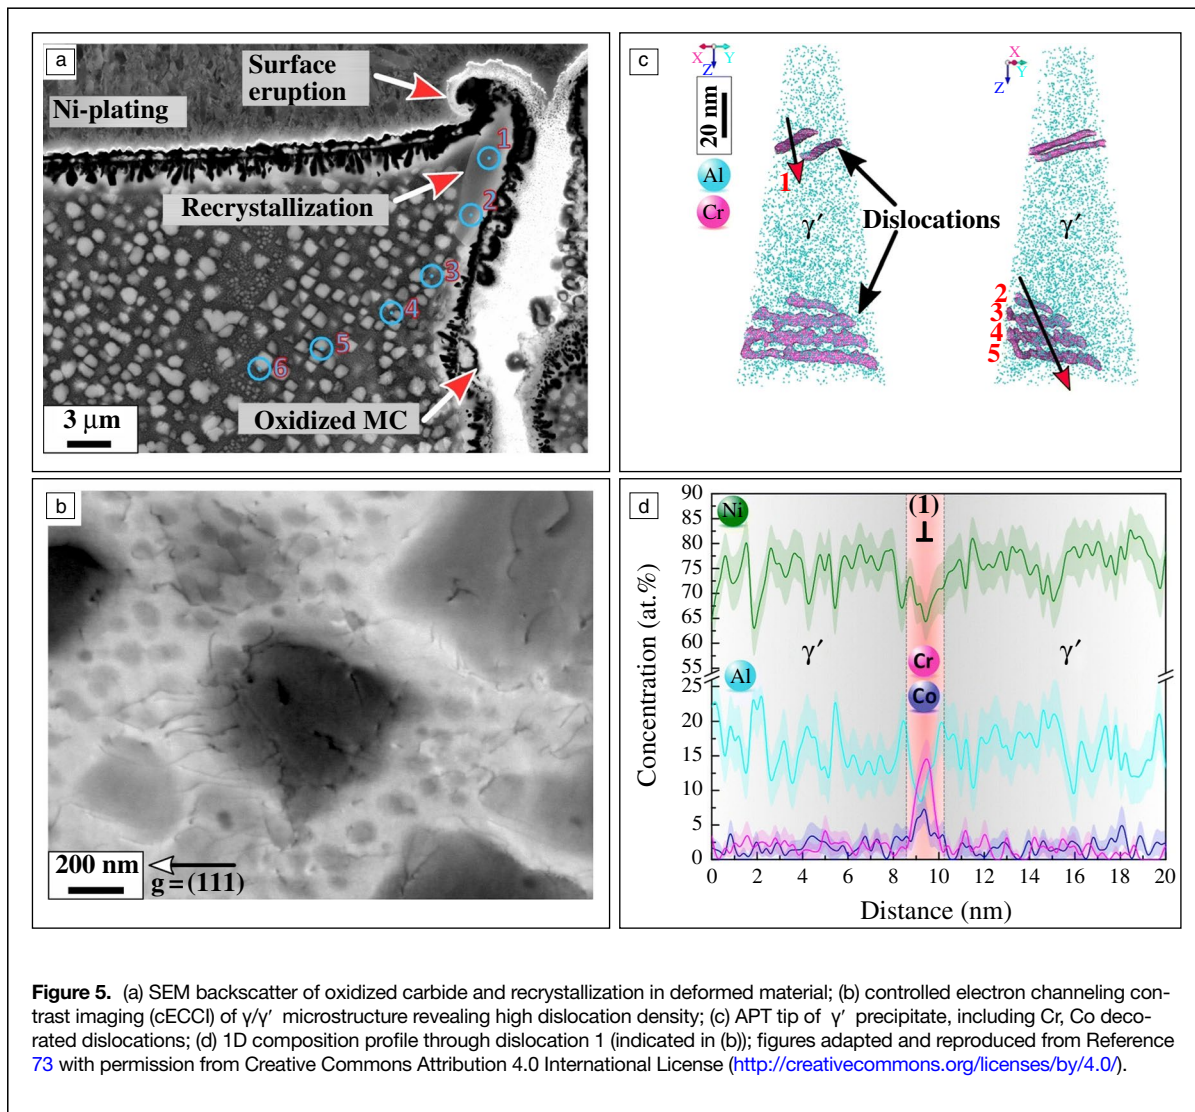 a
Surface
eruption
Ni-plating
1
Recrystallization
2
3
4
5
6
Oxidized MC
3 μm
b
200 nm
g = (111)
c
X Y
Z
20 nm
Al
Cr
1
γ′
Dislocations
X
Y
Z
γ′
2
3
4
5
d
Concentration (at.%)
90
85
80
75
70
65
60
55
25
20
15
10
5
0
Ni
(1)
⊥
γ′
γ′
Cr
Co
Al
0 2 4 6 8 10 12 14 16 18 20
Distance (nm)
Figure 5. (a) SEM backscatter of oxidized carbide and recrystallization in deformed material; (b) controlled electron channeling con-
trast imaging (cECCI) of γ/γ′ microstructure revealing high dislocation density; (c) APT tip of γ′ precipitate, including Cr, Co deco-
rated dislocations; (d) 1D composition profile through dislocation 1 (indicated in (b)); figures adapted and reproduced from Reference
73 with permission from Creative Commons Attribution 4.0 International License (http://creativecommons.org/licenses/by/4.0/).